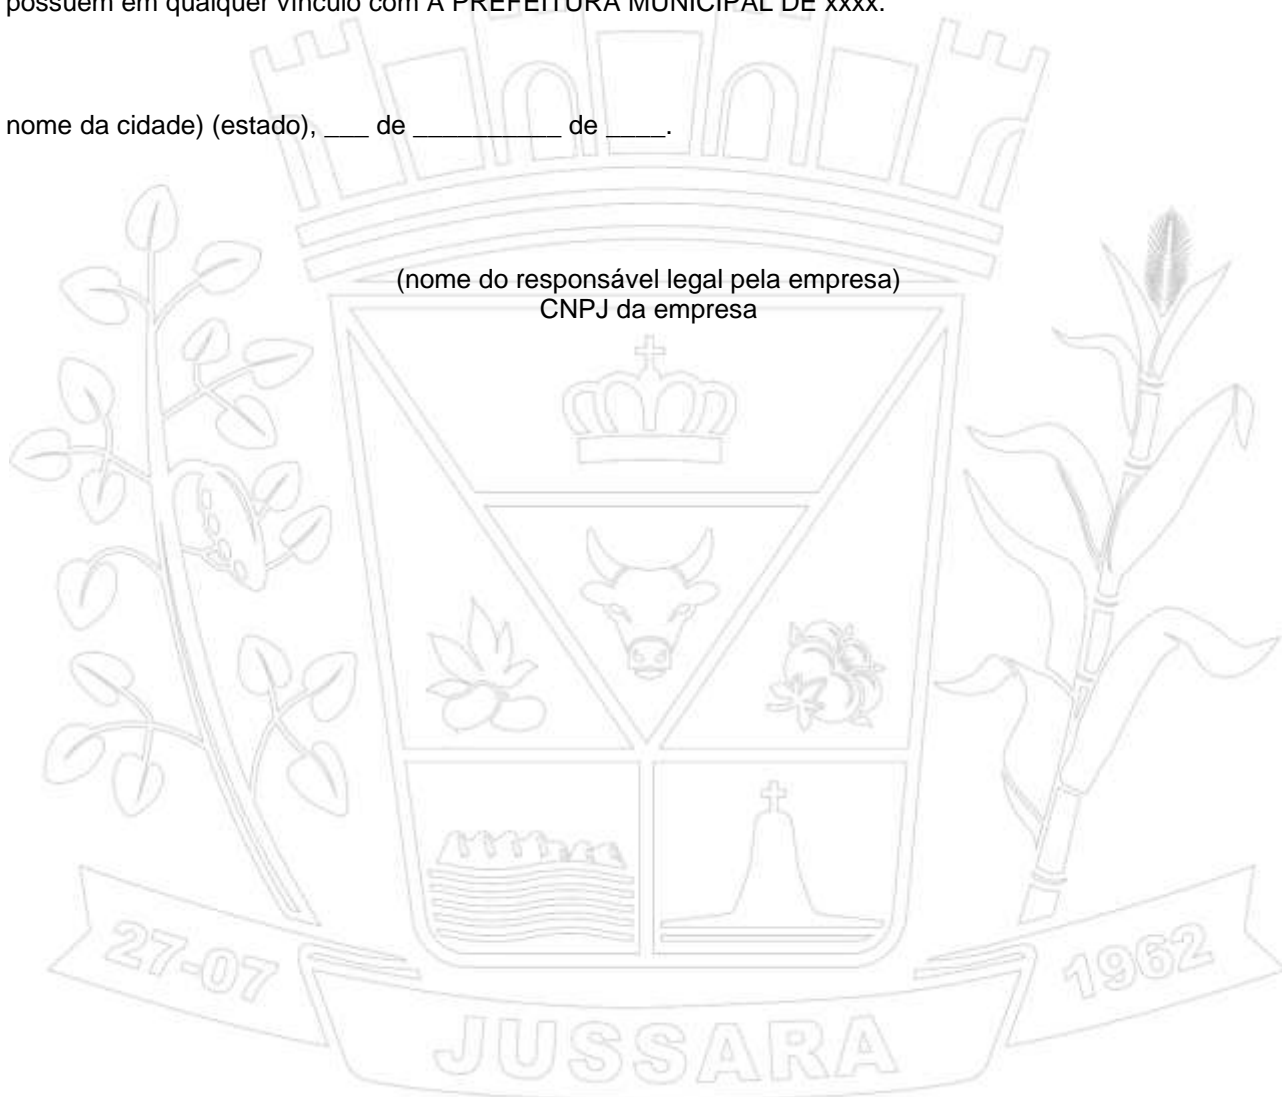 possuem em qualquer vínculo com A PREFEITURA MUNICIPAL DE xxxx.
nome da cidade) (estado), ___ de __________ de ____.
(nome do responsável legal pela empresa)
CNPJ da empresa
27-07
1962
JUSSARA